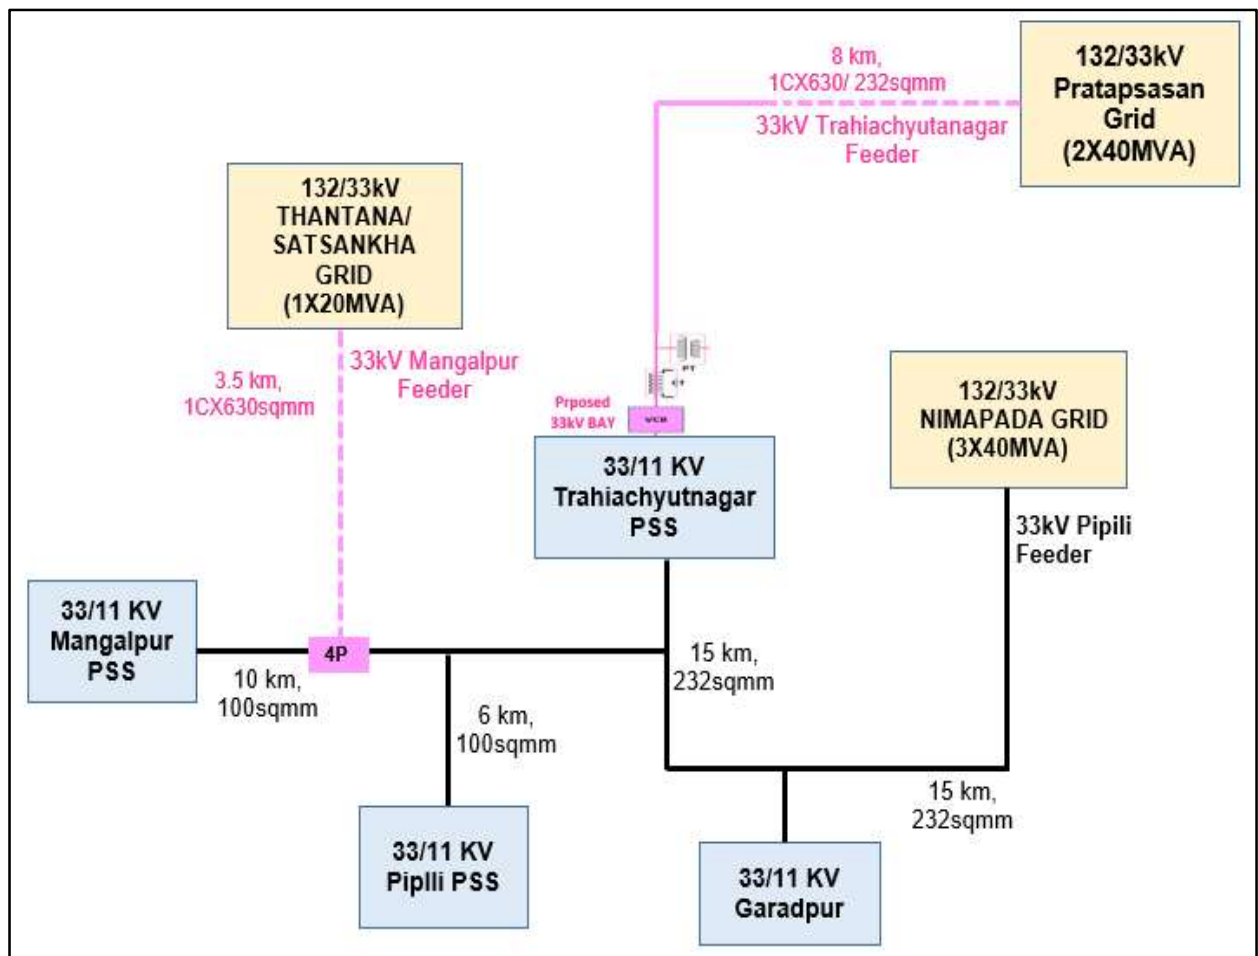 8 km,
1CX630/ 232sqmm
33kV Trahiachyutanagar
Feeder
132/33kV
Pratapsasan
Grid
(2X40MVA)
132/33kV
THANTANA/
SATSANKHA
GRID
(1X20MVA)
33kV Mangalpur
Feeder
3.5 km,
1CX630sqmm
PT
CT
Prposed
33kV BAY
VCB
33/11 KV
Trahiachyutnagar
PSS
132/33kV
NIMAPADA GRID
(3X40MVA)
33kV Pipili
Feeder
33/11 KV
Mangalpur
PSS
4P
10 km,
100sqmm
15 km,
232sqmm
6 km,
100sqmm
15 km,
232sqmm
33/11 KV
Piplli PSS
33/11 KV
Garadpur